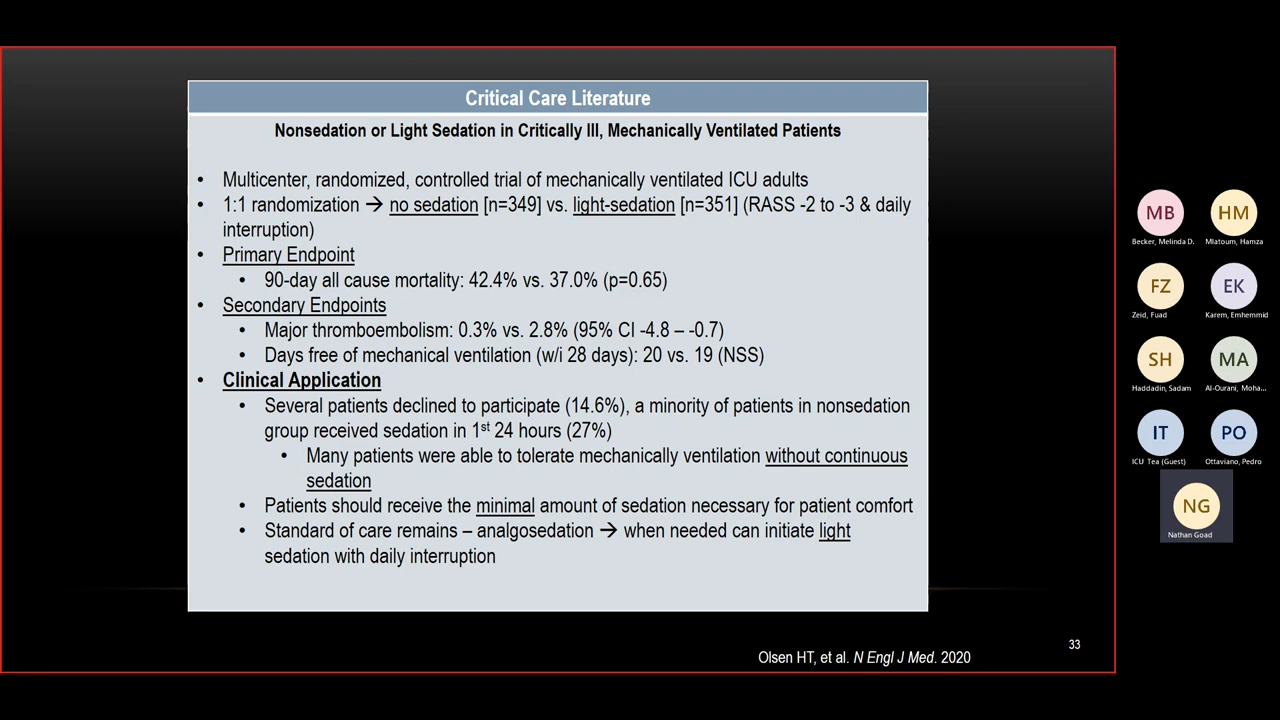 Critical Care Literature
Nonsedation or Light Sedation in Critically Ill, Mechanically Ventilated Patients
• Multicenter, randomized, controlled trial of mechanically ventilated ICU adults
• 1:1 randomization → no sedation [n=349] vs. light-sedation [n=351] (RASS -2 to -3 & daily
interruption)
• Primary Endpoint
• 90-day all cause mortality: 42.4% vs. 37.0% (p=0.65)
• Secondary Endpoints
• Major thromboembolism: 0.3% vs. 2.8% (95% CI -4.8 – -0.7)
• Days free of mechanical ventilation (w/i 28 days): 20 vs. 19 (NSS)
• Clinical Application
• Several patients declined to participate (14.6%), a minority of patients in nonsedation
group received sedation in 1st 24 hours (27%)
• Many patients were able to tolerate mechanically ventilation without continuous
sedation
• Patients should receive the minimal amount of sedation necessary for patient comfort
• Standard of care remains – analgosedation → when needed can initiate light
sedation with daily interruption
33
Olsen HT, et al. N Engl J Med. 2020
MB
Becker, Melinda D.
HM
Mlatoum, Hamza
FZ
Zeid, Fuad
EK
Karem, Emhemmid
SH
Haddadin, Sadam
MA
Al-Ourani, Moha...
IT
ICU Tea (Guest)
PO
Ottaviano, Pedro
NG
Nathan Goad